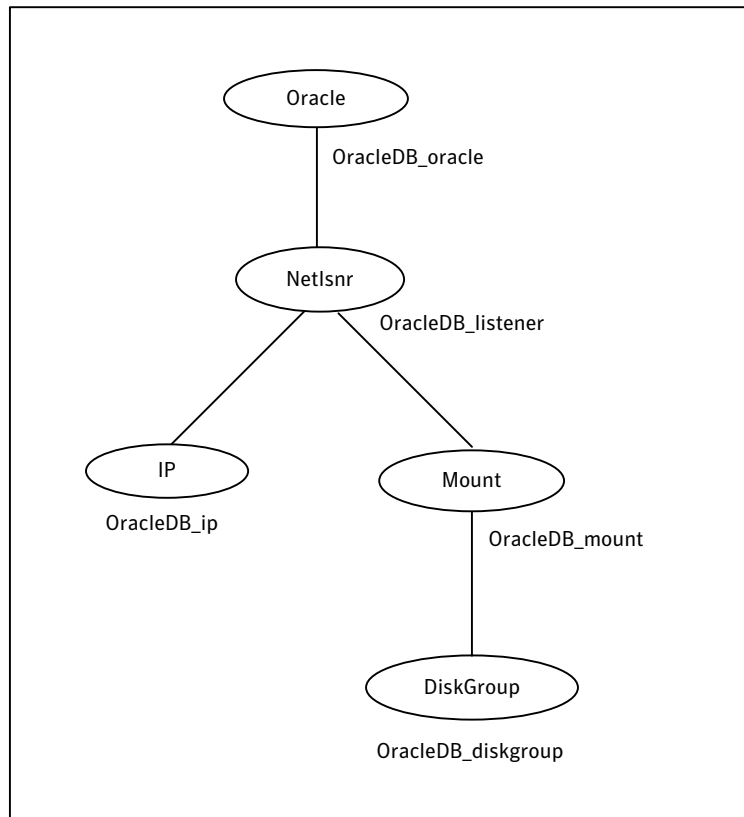 Oracle
OracleDB_oracle
Netlsnr
OracleDB_listener
IP
Mount
OracleDB_ip
OracleDB_mount
DiskGroup
OracleDB_diskgroup